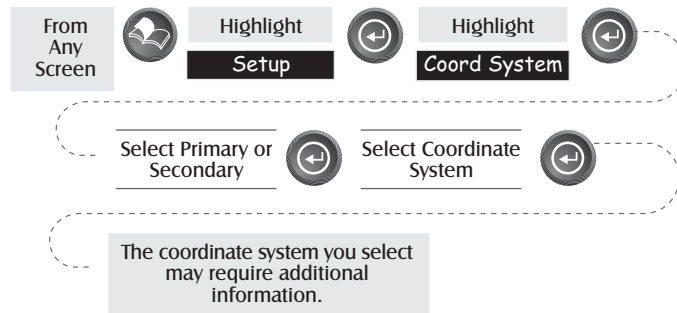 From
Any
Screen
Highlight
Setup
Highlight
Coord System
Select Primary or
Secondary
Select Coordinate
System
The coordinate system you select
may require additional
information.